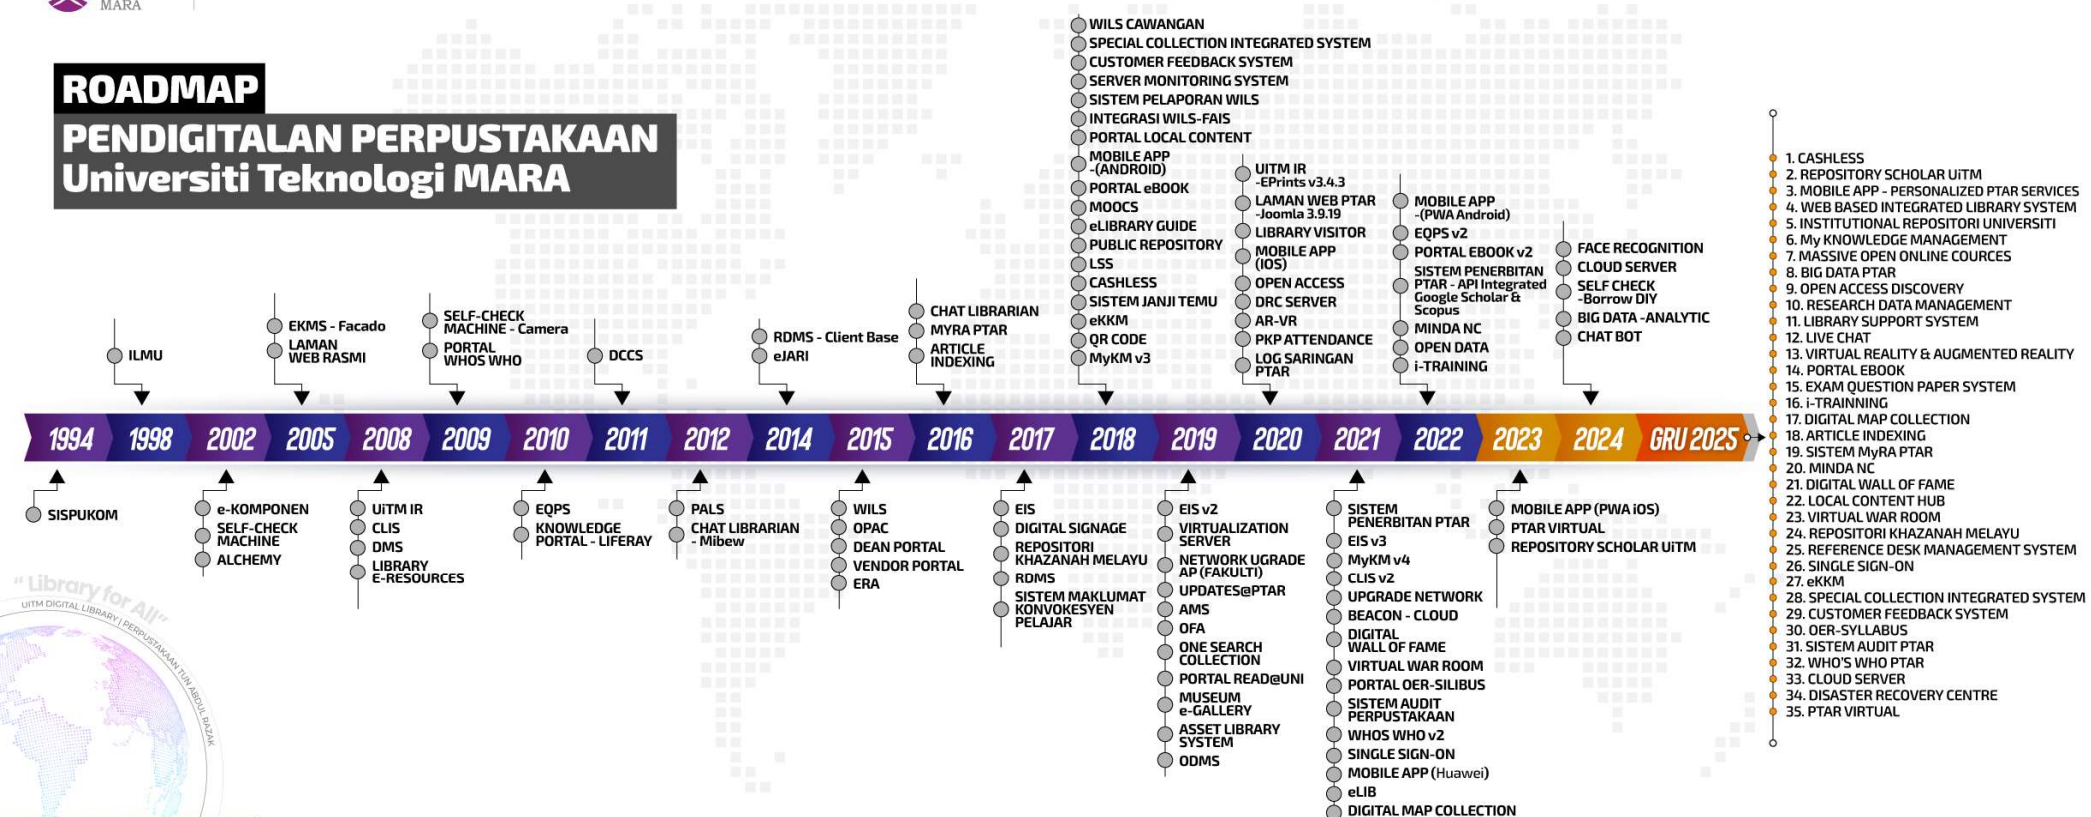 MARA
ROADMAP
PENDIGITALAN PERPUSTAKAAN
Universiti Teknologi MARA
ILMU
EKMS - Facado
LAMAN
WEB RASMI
SELF-CHECK
MACHINE - Camera
PORTAL
WHOS WHO
DCCS
RDMS - Client Base
eJARI
CHAT LIBRARIAN
MYRA PTAR
ARTICLE
INDEXING
WILS CAWANGAN
SPECIAL COLLECTION INTEGRATED SYSTEM
CUSTOMER FEEDBACK SYSTEM
SERVER MONITORING SYSTEM
SISTEM PELAPORAN WILS
INTEGRASI WILS-FAIS
PORTAL LOCAL CONTENT
MOBILE APP
-(ANDROID)
PORTAL eBOOK
MOOCS
eLIBRARY GUIDE
PUBLIC REPOSITORY
LSS
CASHLESS
SISTEM JANJI TEMU
eKKM
QR CODE
MyKM v3
UITM IR
-EPrints v3.4.3
LAMAN WEB PTAR
-Joomla 3.9.19
LIBRARY VISITOR
MOBILE APP
(IOS)
OPEN ACCESS
DRC SERVER
AR-VR
PKP ATTENDANCE
LOG SARINGAN
PTAR
MOBILE APP
-(PWA Android)
EQPS v2
PORTAL EBOOK v2
SISTEM PENERBITAN
PTAR - API Integrated
Google Scholar &
Scopus
MINDA NC
OPEN DATA
i-TRAINING
FACE RECOGNITION
CLOUD SERVER
SELF CHECK
-Borrow DIY
BIG DATA -ANALYTIC
CHAT BOT
1994 1998 2002 2005 2008 2009 2010 2011 2012 2014 2015 2016 2017 2018 2019 2020 2021 2022 2023 2024 GRU 2025
SISPUKOM
e-KOMPONEN
SELF-CHECK
MACHINE
ALCHEMY
UiTM IR
CLIS
DMS
LIBRARY
E-RESOURCES
EQPS
KNOWLEDGE
PORTAL - LIFERAY
PALS
CHAT LIBRARIAN
- Mibew
WILS
OPAC
DEAN PORTAL
VENDOR PORTAL
ERA
EIS
DIGITAL SIGNAGE
REPOSITORI
KHAZANAH MELAYU
RDMS
SISTEM MAKLUMAT
KONVOKESYEN
PELAJAR
EIS v2
VIRTUALIZATION
SERVER
NETWORK UGRADE
AP (FAKULTI)
UPDATES@PTAR
AMS
OFA
ONE SEARCH
COLLECTION
PORTAL READ@UNI
MUSEUM
e-GALLERY
ASSET LIBRARY
SYSTEM
ODMS
SISTEM
PENERBITAN PTAR
EIS v3
MyKM v4
CLIS v2
UPGRADE NETWORK
BEACON - CLOUD
DIGITAL
WALL OF FAME
VIRTUAL WAR ROOM
PORTAL OER-SILIBUS
SISTEM AUDIT
PERPUSTAKAAN
WHOS WHO v2
SINGLE SIGN-ON
MOBILE APP (Huawei)
eLIB
DIGITAL MAP COLLECTION
MOBILE APP (PWA iOS)
PTAR VIRTUAL
REPOSITORY SCHOLAR UiTM
1. CASHLESS
2. REPOSITORY SCHOLAR UiTM
3. MOBILE APP - PERSONALIZED PTAR SERVICES
4. WEB BASED INTEGRATED LIBRARY SYSTEM
5. INSTITUTIONAL REPOSITORI UNIVERSITI
6. My KNOWLEDGE MANAGEMENT
7. MASSIVE OPEN ONLINE COURCES
8. BIG DATA PTAR
9. OPEN ACCESS DISCOVERY
10. RESEARCH DATA MANAGEMENT
11. LIBRARY SUPPORT SYSTEM
12. LIVE CHAT
13. VIRTUAL REALITY & AUGMENTED REALITY
14. PORTAL EBOOK
15. EXAM QUESTION PAPER SYSTEM
16. i-TRAINNING
17. DIGITAL MAP COLLECTION
18. ARTICLE INDEXING
19. SISTEM MyRA PTAR
20. MINDA NC
21. DIGITAL WALL OF FAME
22. LOCAL CONTENT HUB
23. VIRTUAL WAR ROOM
24. REPOSITORI KHAZANAH MELAYU
25. REFERENCE DESK MANAGEMENT SYSTEM
26. SINGLE SIGN-ON
27. eKKM
28. SPECIAL COLLECTION INTEGRATED SYSTEM
29. CUSTOMER FEEDBACK SYSTEM
30. OER-SYLLABUS
31. SISTEM AUDIT PTAR
32. WHO'S WHO PTAR
33. CLOUD SERVER
34. DISASTER RECOVERY CENTRE
35. PTAR VIRTUAL
"Library for All"
UITM DIGITAL LIBRARY | PERPUSTAKAAN TUN ABDUL RAZAK